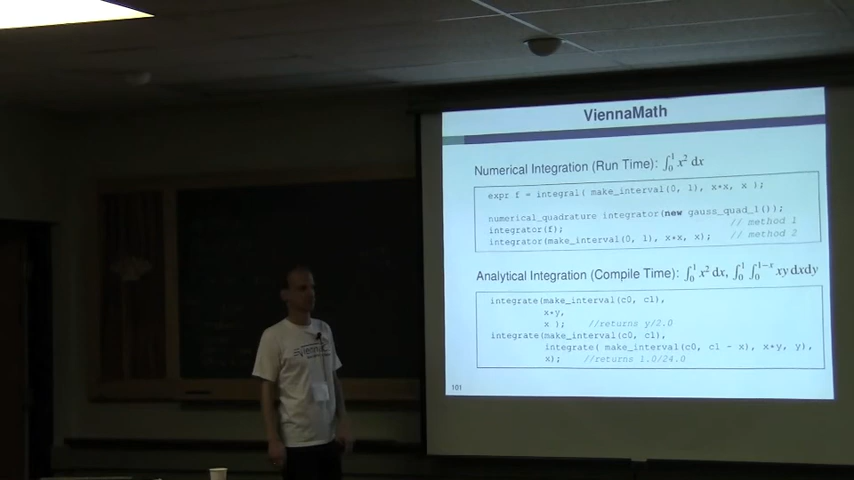 ViennaMath
Numerical Integration (Run Time): ∫₀¹ x² dx
expr f = integral( make_interval(0, 1), x*x, x );
numerical_quadrature integrator(new gauss_quad_1());
integrator(f); // method 1
integrator(make_interval(0, 1), x*x, x); // method 2
Analytical Integration (Compile Time): ∫₀¹ x² dx, ∫₀¹ ∫₀¹⁻ˣ xy dxdy
integrate(make_interval(c0, c1),
x*y,
x ); //returns y/2.0
integrate(make_interval(c0, c1),
integrate( make_interval(c0, c1 - x), x*y, y),
x); //returns 1.0/24.0
101